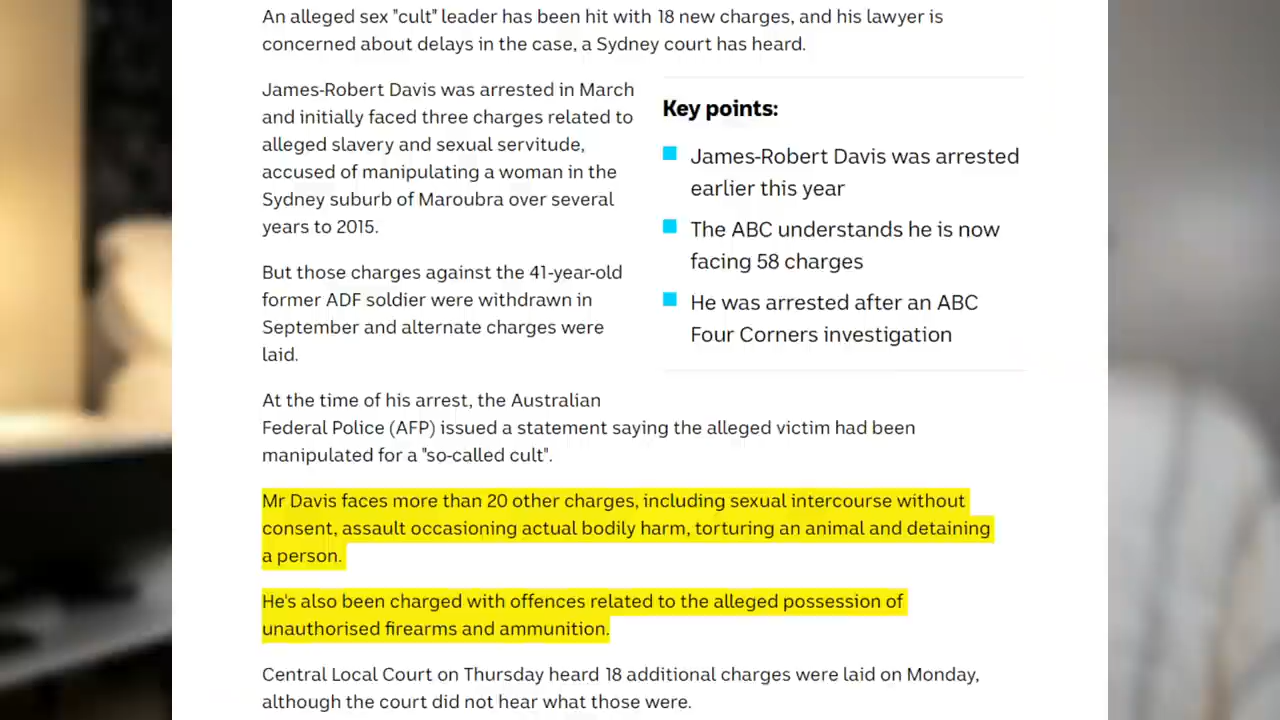 An alleged sex "cult" leader has been hit with 18 new charges, and his lawyer is
concerned about delays in the case, a Sydney court has heard.
James-Robert Davis was arrested in March
and initially faced three charges related to
alleged slavery and sexual servitude,
accused of manipulating a woman in the
Sydney suburb of Maroubra over several
years to 2015.
But those charges against the 41-year-old
former ADF soldier were withdrawn in
September and alternate charges were
laid.
Key points:
James-Robert Davis was arrested
earlier this year
The ABC understands he is now
facing 58 charges
He was arrested after an ABC
Four Corners investigation
At the time of his arrest, the Australian
Federal Police (AFP) issued a statement saying the alleged victim had been
manipulated for a "so-called cult".
Mr Davis faces more than 20 other charges, including sexual intercourse without
consent, assault occasioning actual bodily harm, torturing an animal and detaining
a person.
He's also been charged with offences related to the alleged possession of
unauthorised firearms and ammunition.
Central Local Court on Thursday heard 18 additional charges were laid on Monday,
although the court did not hear what those were.